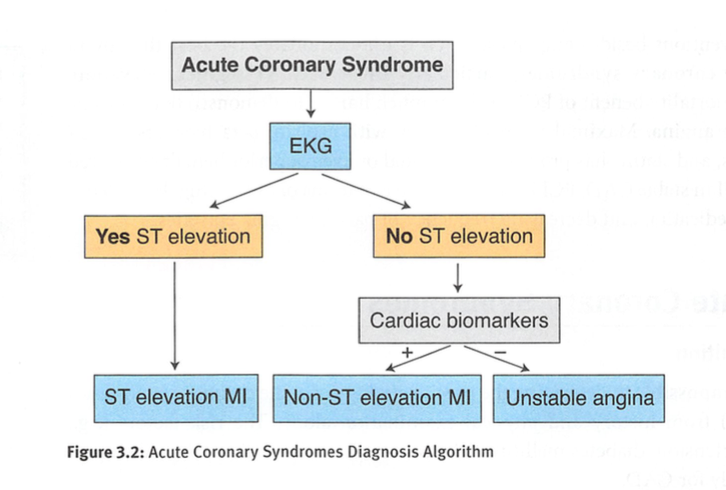 Acute Coronary Syndrome
EKG
Yes ST elevation
No ST elevation
Cardiac biomarkers
+
−
ST elevation MI
Non-ST elevation MI
Unstable angina
Figure 3.2: Acute Coronary Syndromes Diagnosis Algorithm